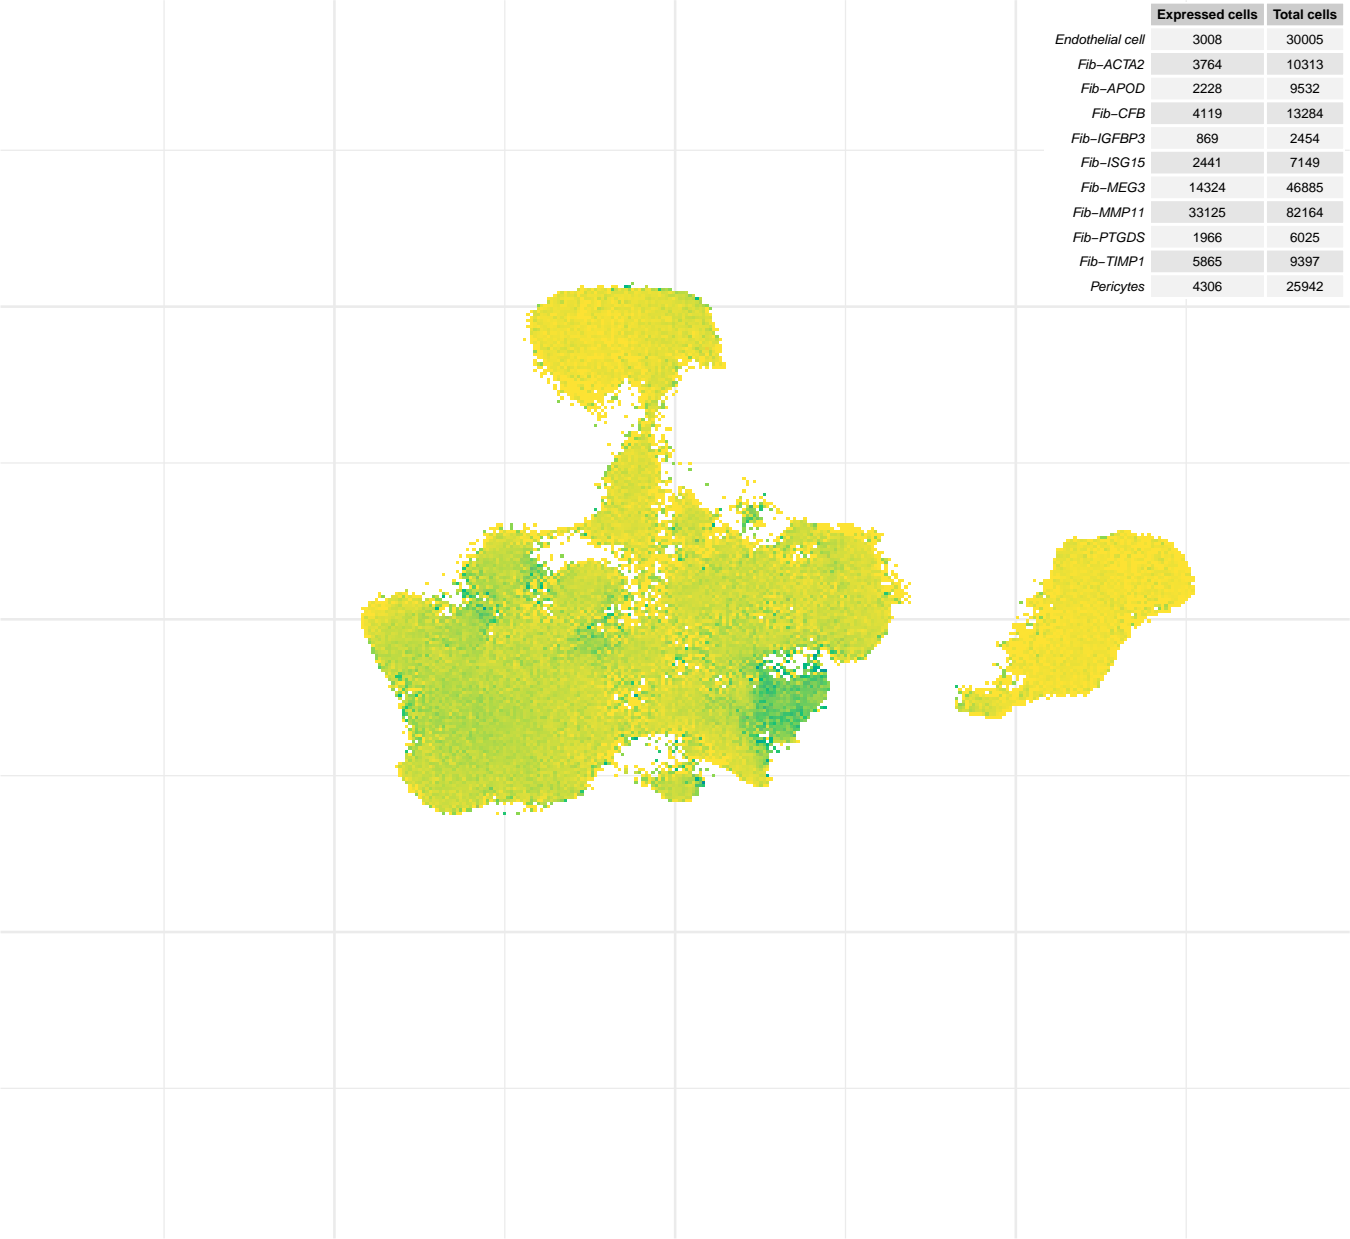 Expressed cells Total cells
Endothelial cell 3008 30005
Fib−ACTA2 3764 10313
Fib−APOD 2228 9532
Fib−CFB 4119 13284
Fib−IGFBP3 869 2454
Fib−ISG15 2441 7149
Fib−MEG3 14324 46885
Fib−MMP11 33125 82164
Fib−PTGDS 1966 6025
Fib−TIMP1 5865 9397
Pericytes 4306 25942